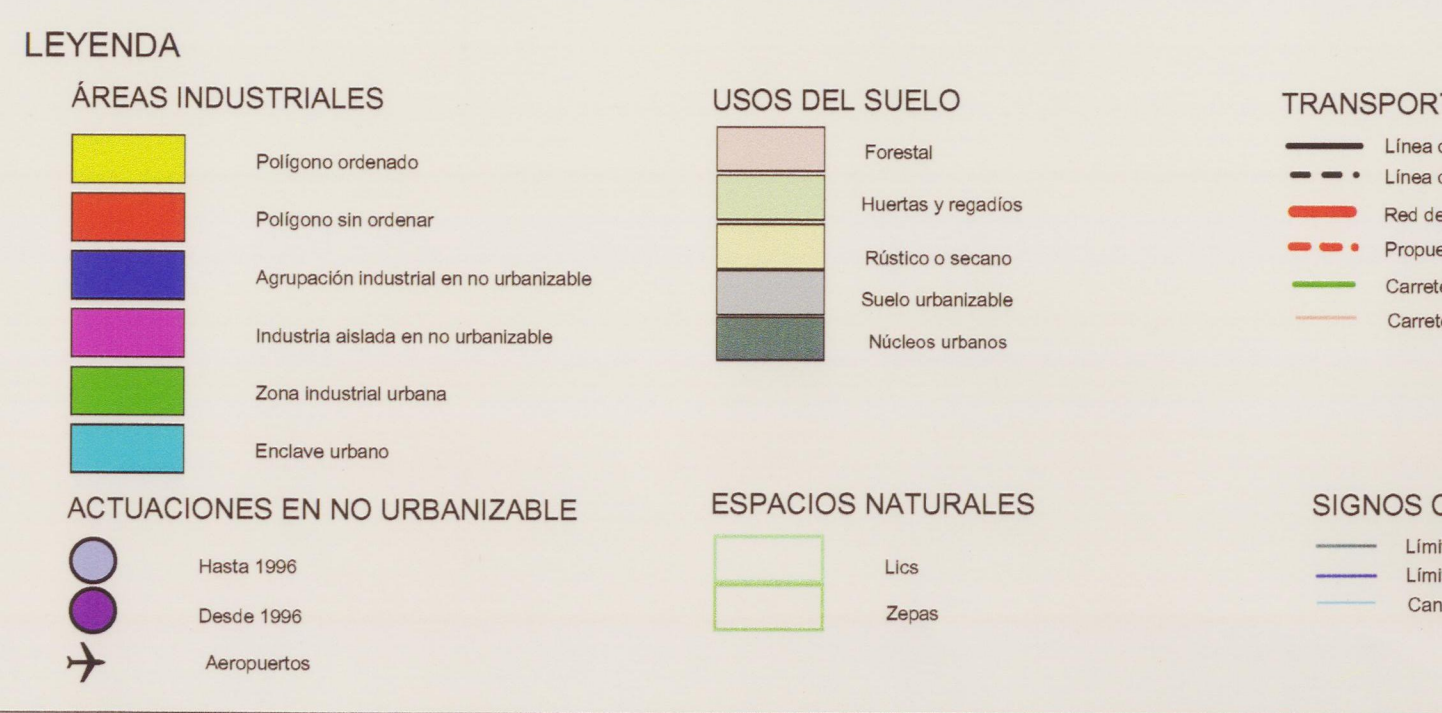 LEYENDA
ÁREAS INDUSTRIALES
Polígono ordenado
Polígono sin ordenar
Agrupación industrial en no urbanizable
Industria aislada en no urbanizable
Zona industrial urbana
Enclave urbano
ACTUACIONES EN NO URBANIZABLE
Hasta 1996
Desde 1996
Aeropuertos
USOS DEL SUELO
Forestal
Huertas y regadíos
Rústico o secano
Suelo urbanizable
Núcleos urbanos
ESPACIOS NATURALES
Lics
Zepas
Línea
Línea
Red de
SIGNOS